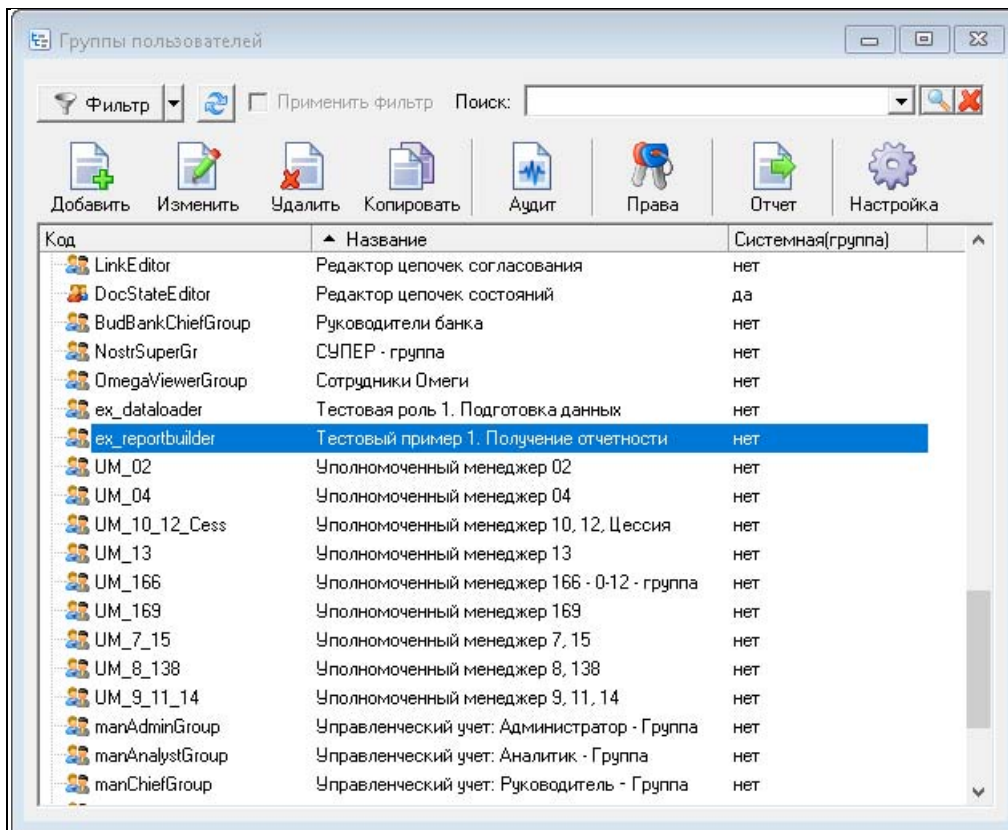 Группы пользователей
Фильтр Применить фильтр Поиск:
Добавить Изменить Удалить Копировать Аудит Права Отчет Настройка
Код Название Системная(группа)
LinkEditor Редактор цепочек согласования нет
DocStateEditor Редактор цепочек состояний да
BudBankChiefGroup Руководители банка нет
NostrSuperGr СУПЕР - группа нет
OmegaViewerGroup Сотрудники Омеги нет
ex_dataloader Тестовая роль 1. Подготовка данных нет
ex_reportbuilder Тестовый пример 1. Получение отчетности нет
UM_02 Уполномоченный менеджер 02 нет
UM_04 Уполномоченный менеджер 04 нет
UM_10_12_Cess Уполномоченный менеджер 10, 12, Цессия нет
UM_13 Уполномоченный менеджер 13 нет
UM_166 Уполномоченный менеджер 166 - 0-12 - группа нет
UM_169 Уполномоченный менеджер 169 нет
UM_7_15 Уполномоченный менеджер 7, 15 нет
UM_8_138 Уполномоченный менеджер 8, 138 нет
UM_9_11_14 Уполномоченный менеджер 9, 11, 14 нет
manAdminGroup Управленческий учет: Администратор - Группа нет
manAnalystGroup Управленческий учет: Аналитик - Группа нет
manChiefGroup Управленческий учет: Руководитель - Группа нет